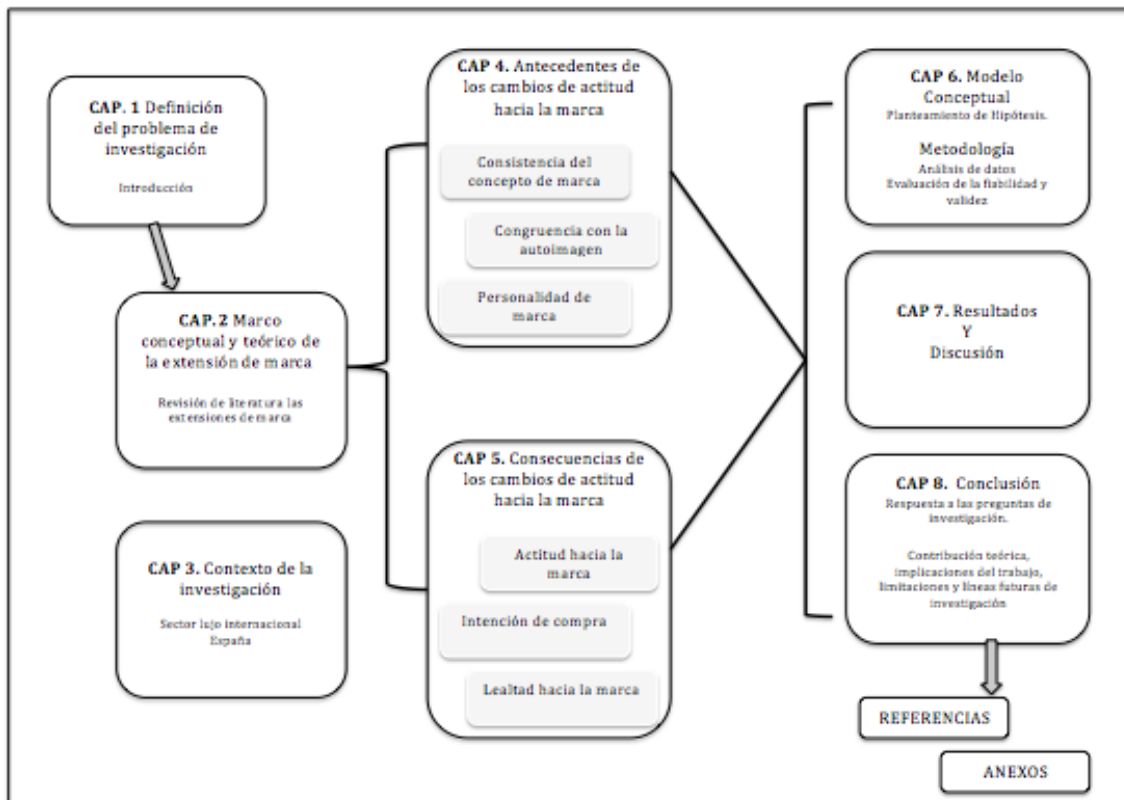 CAP. 1 Definición
del problema de
investigación
Introducción
CAP. 2 Marco
conceptual y teórico de
la extensión de marca
Revisión de literatura las
extensiones de marca
CAP 3. Contexto de la
investigación
Sector lujo internacional
España
CAP 4. Antecedentes de
los cambios de actitud
hacia la marca
Consistencia del
concepto de marca
Congruencia con la
autoimagen
Personalidad de
marca
CAP 5. Consecuencias de
los cambios de actitud
hacia la marca
Actitud hacia la
marca
Intención de compra
Lealtad hacia la marca
CAP 6. Modelo
Conceptual
Planteamiento de Hipótesis.
Metodología
Análisis de datos
Evaluación de la fiabilidad y
validez
CAP 7. Resultados
Y
Discusión
CAP 8. Conclusión
Respuesta a las preguntas de
investigación.
Contribución teórica,
implicaciones del trabajo,
limitaciones y líneas futuras de
investigación
REFERENCIAS
ANEXOS